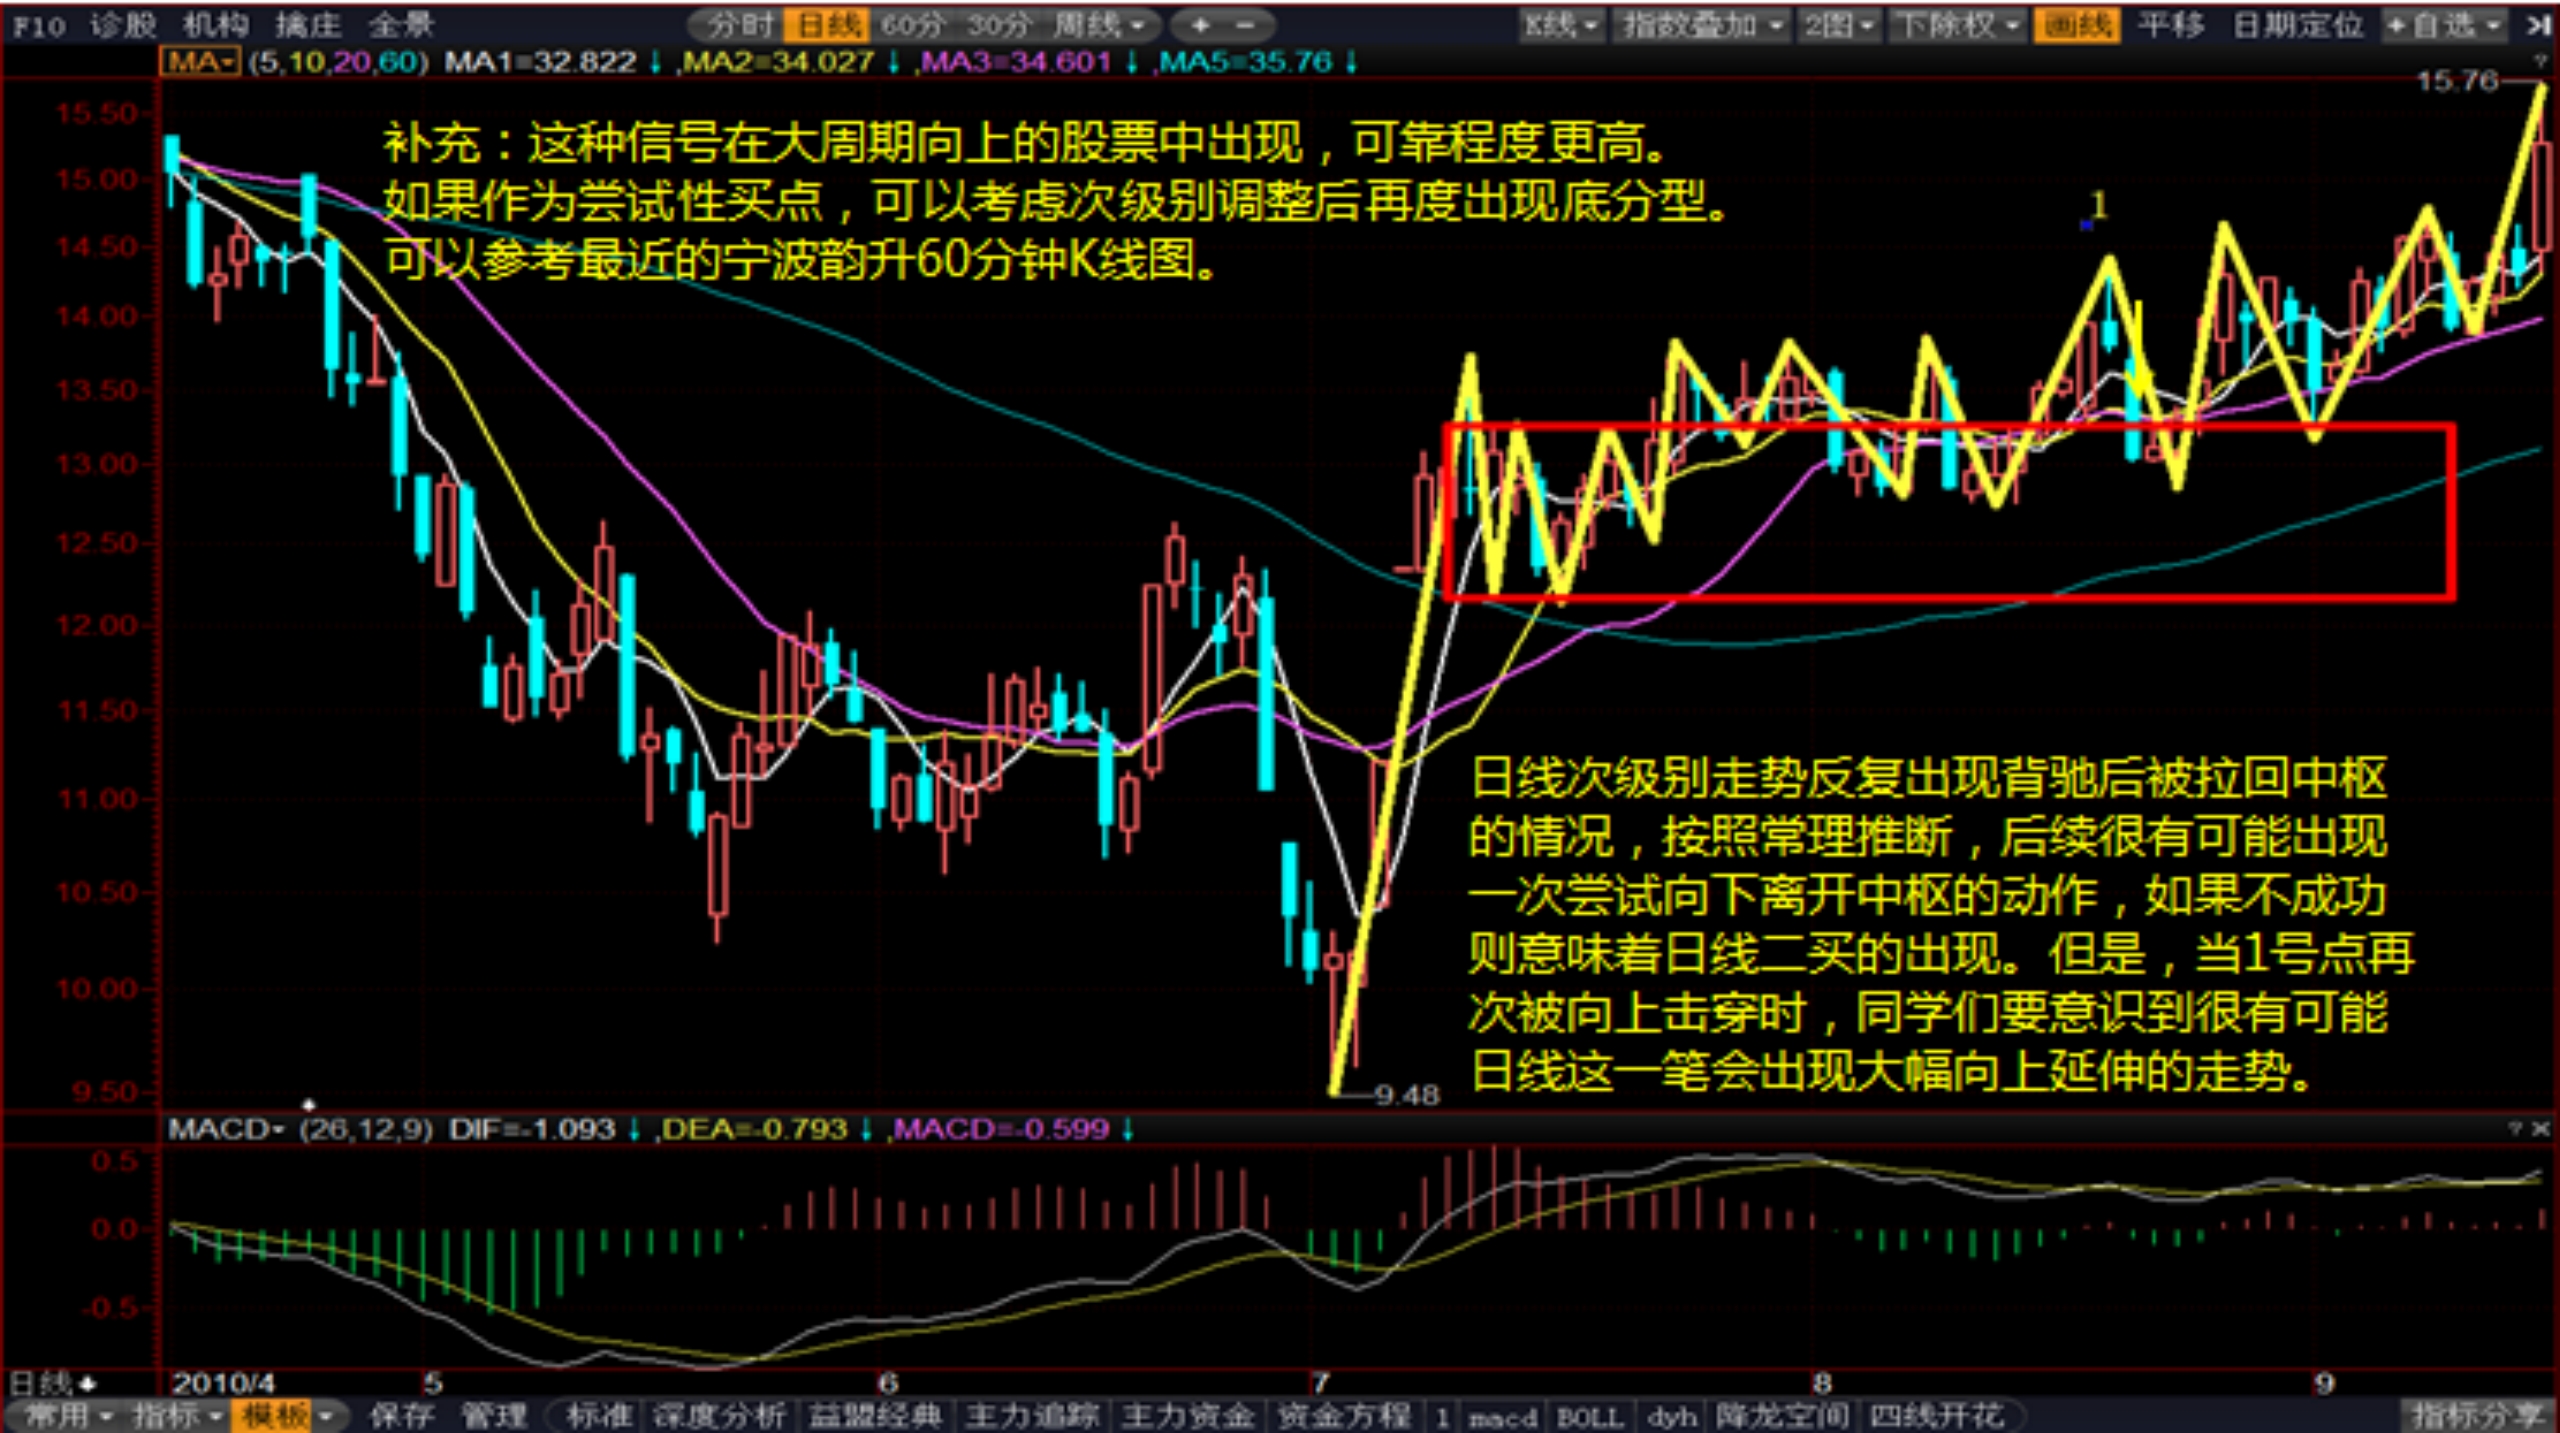 F10 诊股 机构 擒庄 全景 分时 日线 60分 30分 周线 + - K线 指数叠加 2图 下除权 画线 平移 日期定位 +自选
MA (5,10,20,60) MA1=32.822↓,MA2=34.027↓,MA3=34.601↓,MA5=35.76↓
15.76
15.50
补充：这种信号在大周期向上的股票中出现，可靠程度更高。
15.00
如果作为尝试性买点，可以考虑次级别调整后再度出现底分型。
1
14.50
可以参考最近的宁波韵升60分钟K线图。
14.00
13.50
13.00
12.50
12.00
11.50
11.00
10.50
10.00
9.50
日线次级别走势反复出现背驰后被拉回中枢
的情况，按照常理推断，后续很有可能出现
一次尝试向下离开中枢的动作，如果不成功
则意味着日线二买的出现。但是，当1号点再
次被向上击穿时，同学们要意识到很有可能
日线这一笔会出现大幅向上延伸的走势。
9.48
MACD (26,12,9) DIF=-1.093↓,DEA=-0.793↓,MACD=-0.599↓
0.5
0.0
-0.5
日线 2010/4 5 6 7 8 9
常用 指标 模板 保存 管理 标准 深度分析 益盟经典 主力追踪 主力资金 资金方程 1 macd BOLL dyh 降龙空间 四线开花 指标分享